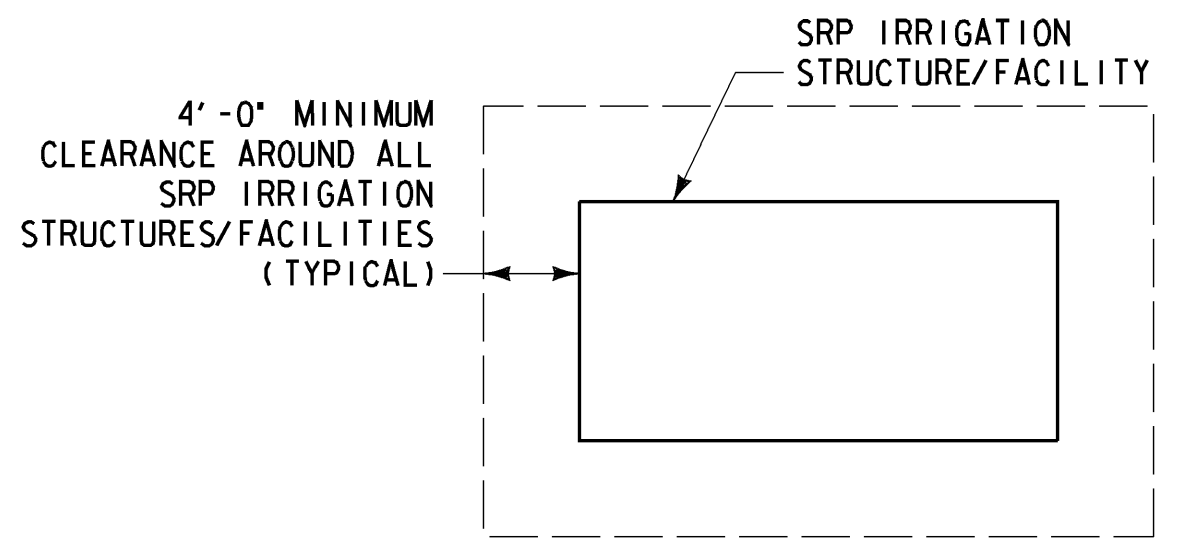 SRP IRRIGATION
STRUCTURE/FACILITY
4'-0" MINIMUM
CLEARANCE AROUND ALL
SRP IRRIGATION
STRUCTURES/FACILITIES
(TYPICAL)